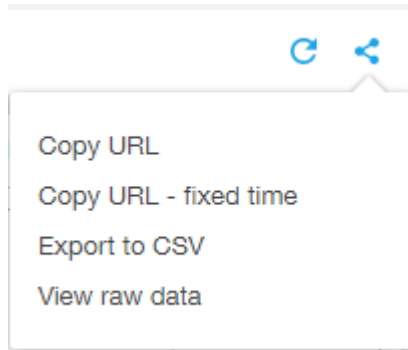 Copy URL
Copy URL - fixed time
Export to CSV
View raw data